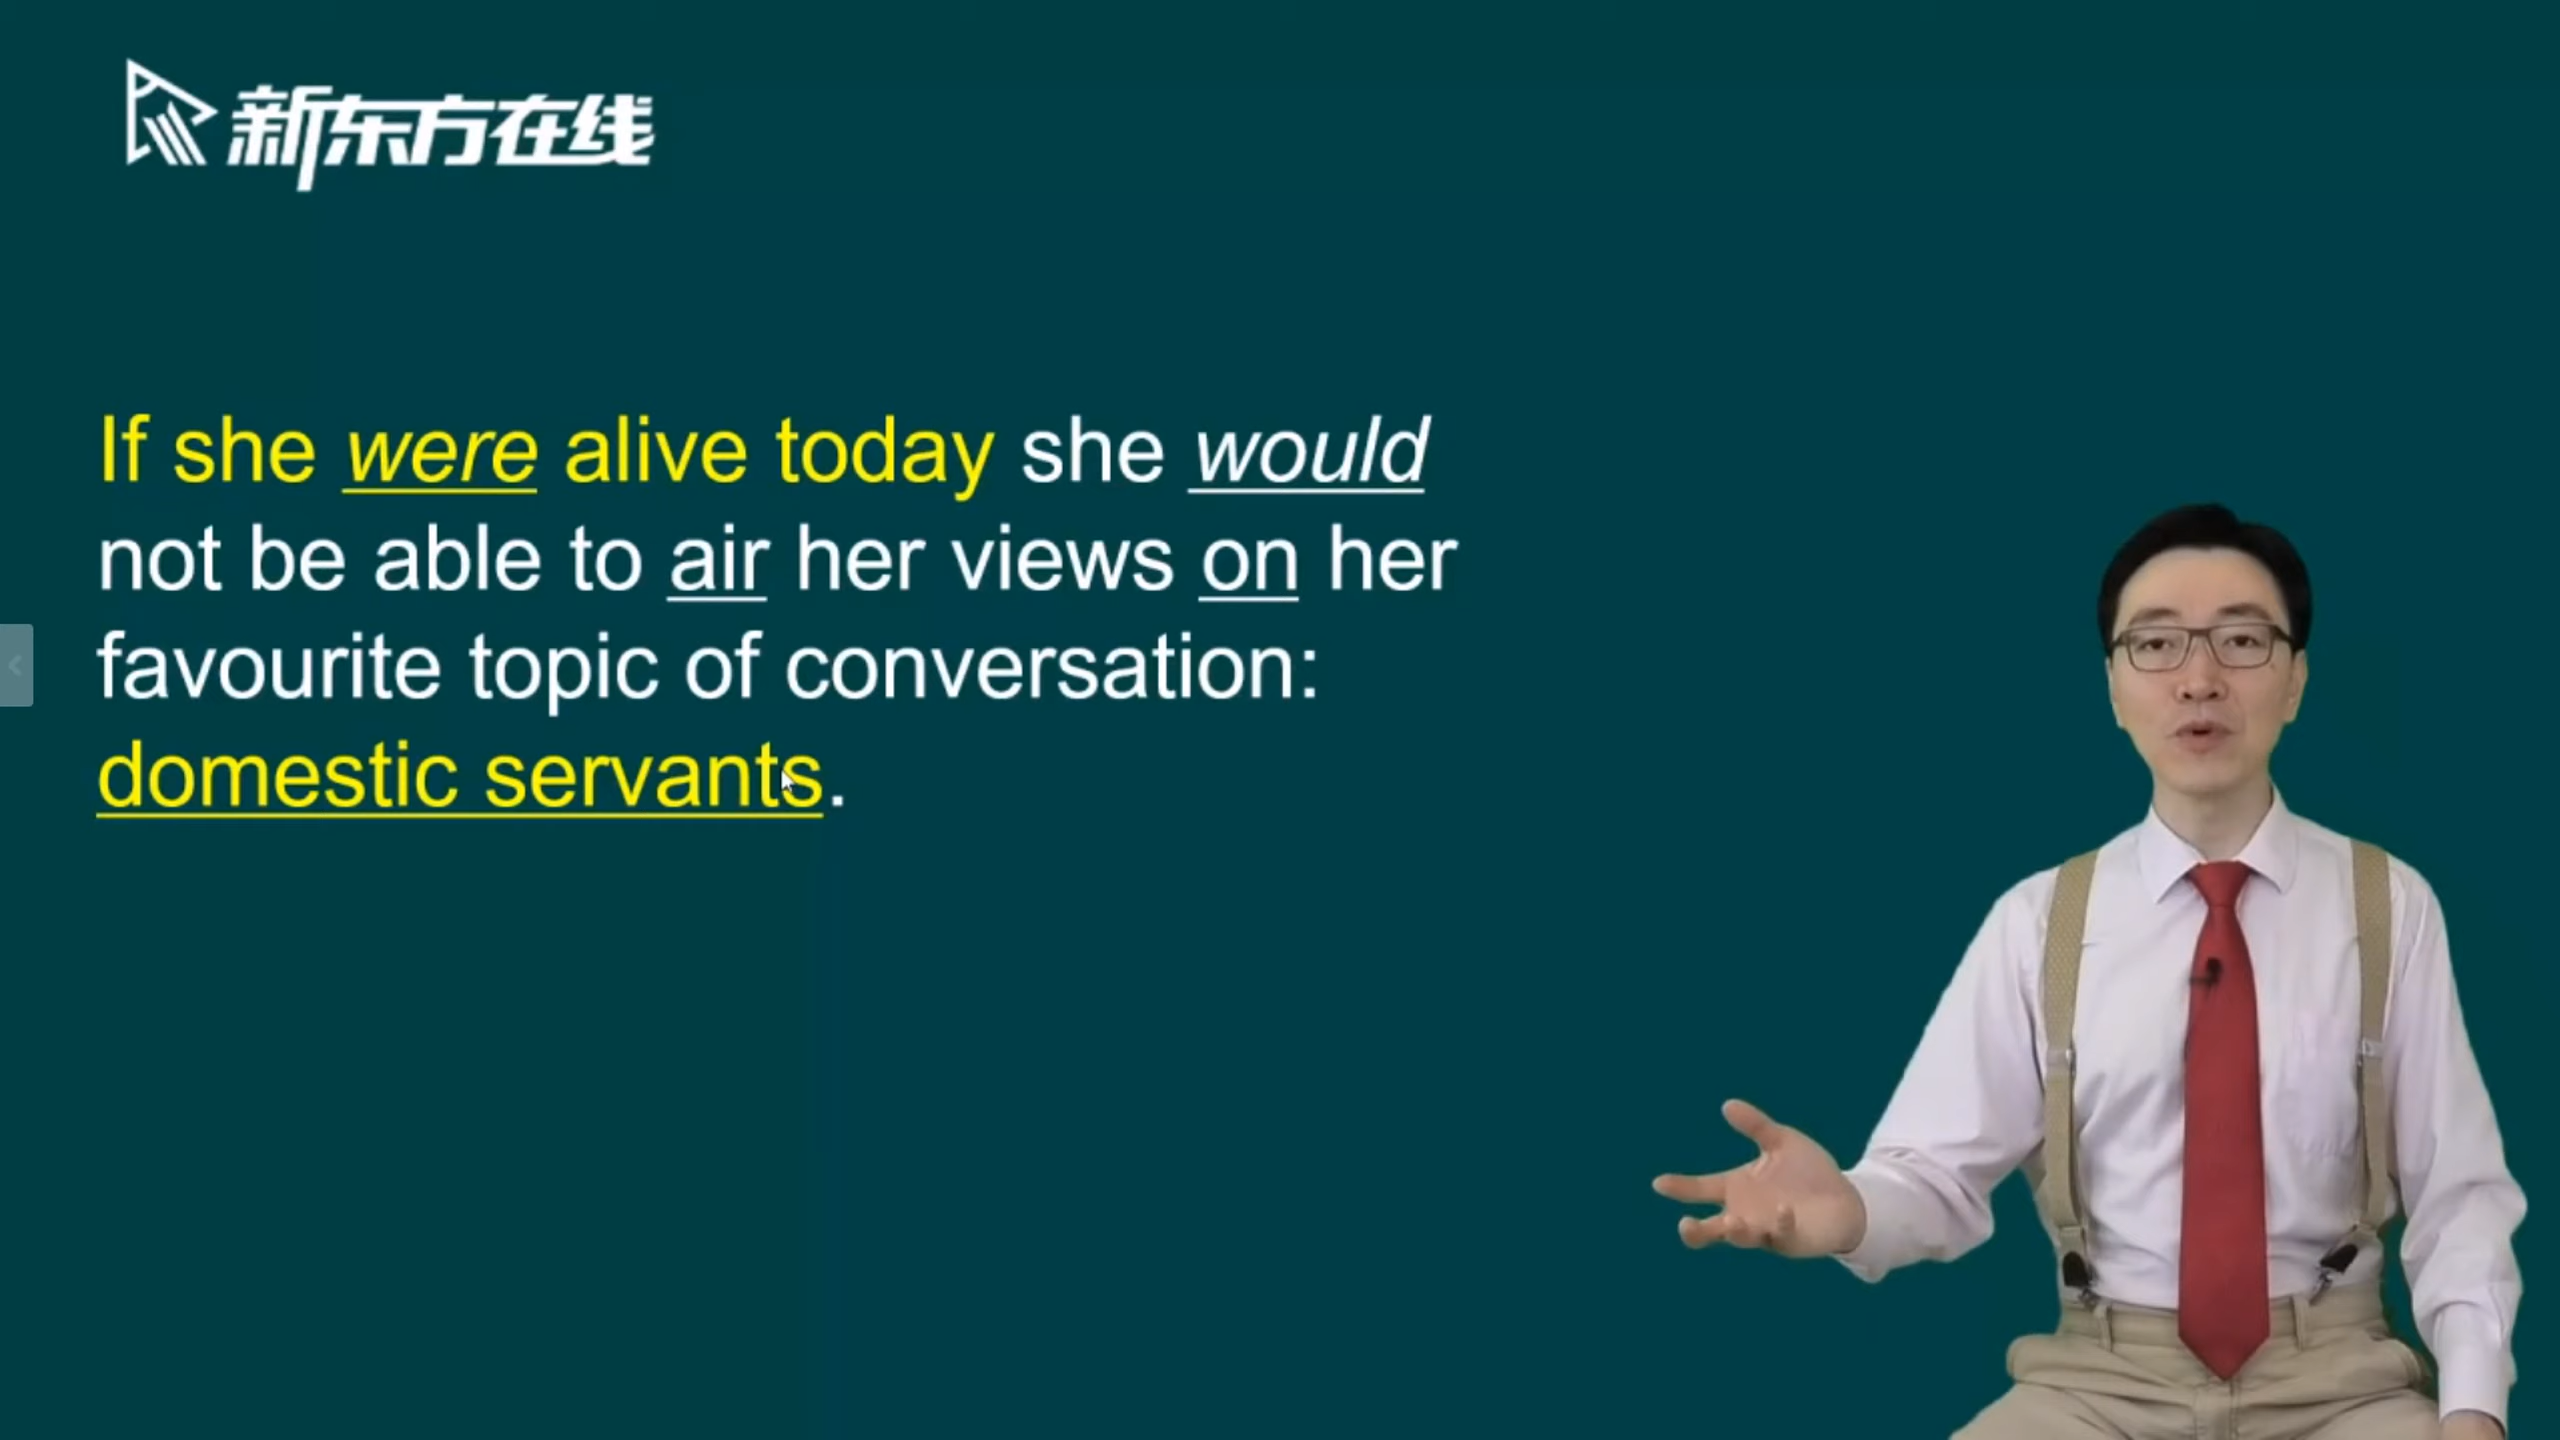 新东方在线
If she were alive today she would
not be able to air her views on her
favourite topic of conversation:
domestic servants.